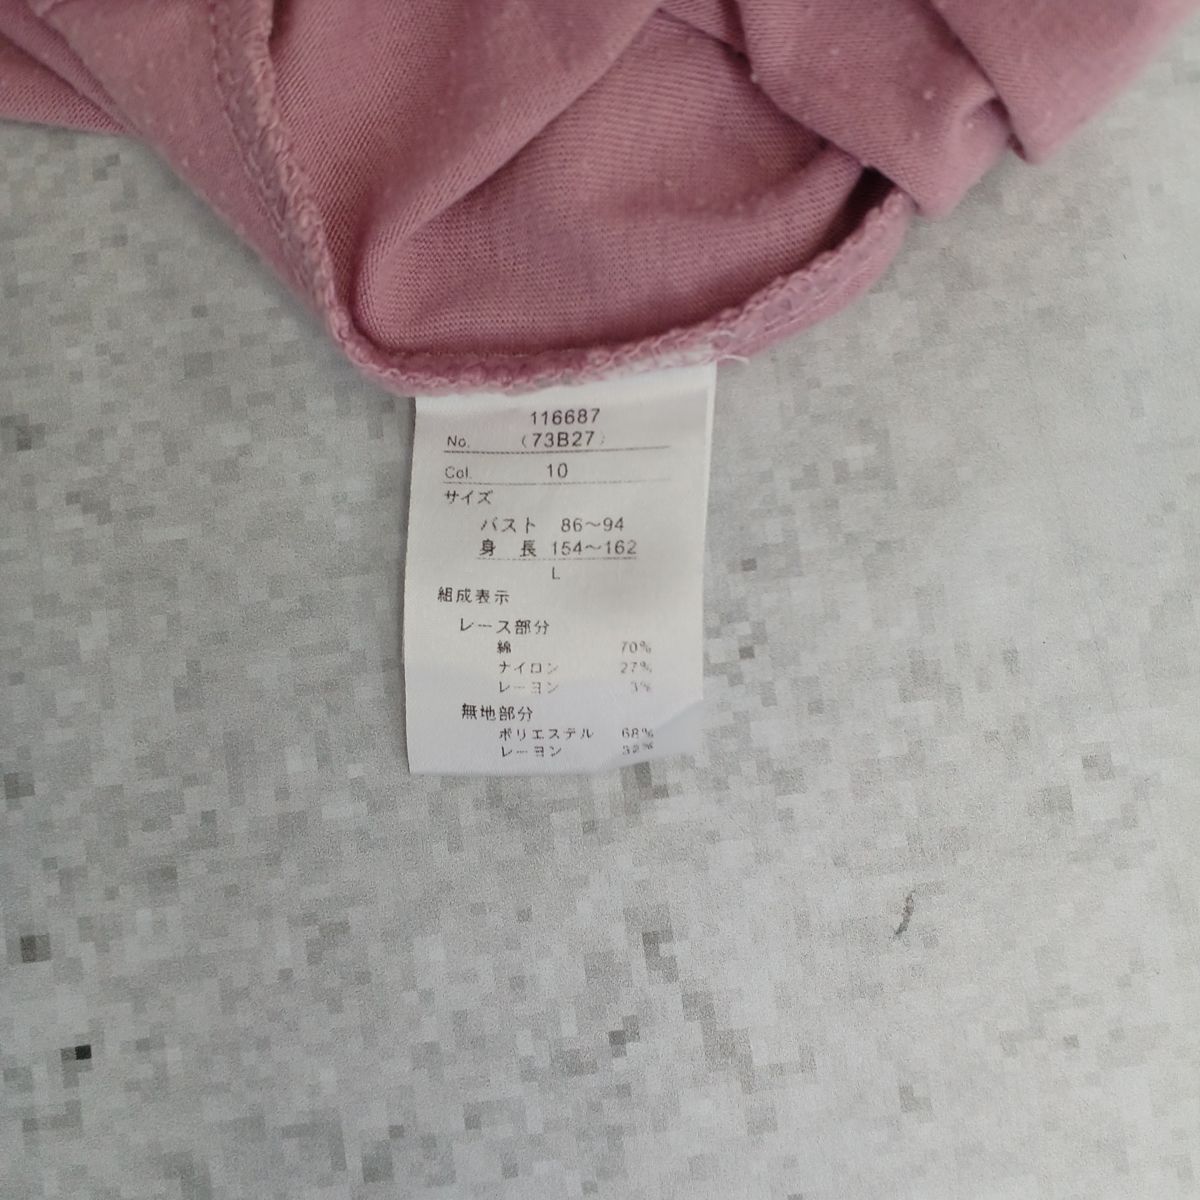 116687
No. (73B27)
Col. 10
サイズ
バスト 86～94
身 長 154～162
L
組成表示
レース部分
綿 70%
ナイロン 27%
レーヨン 3%
無地部分
ポリエステル 68%
レーヨン 32%